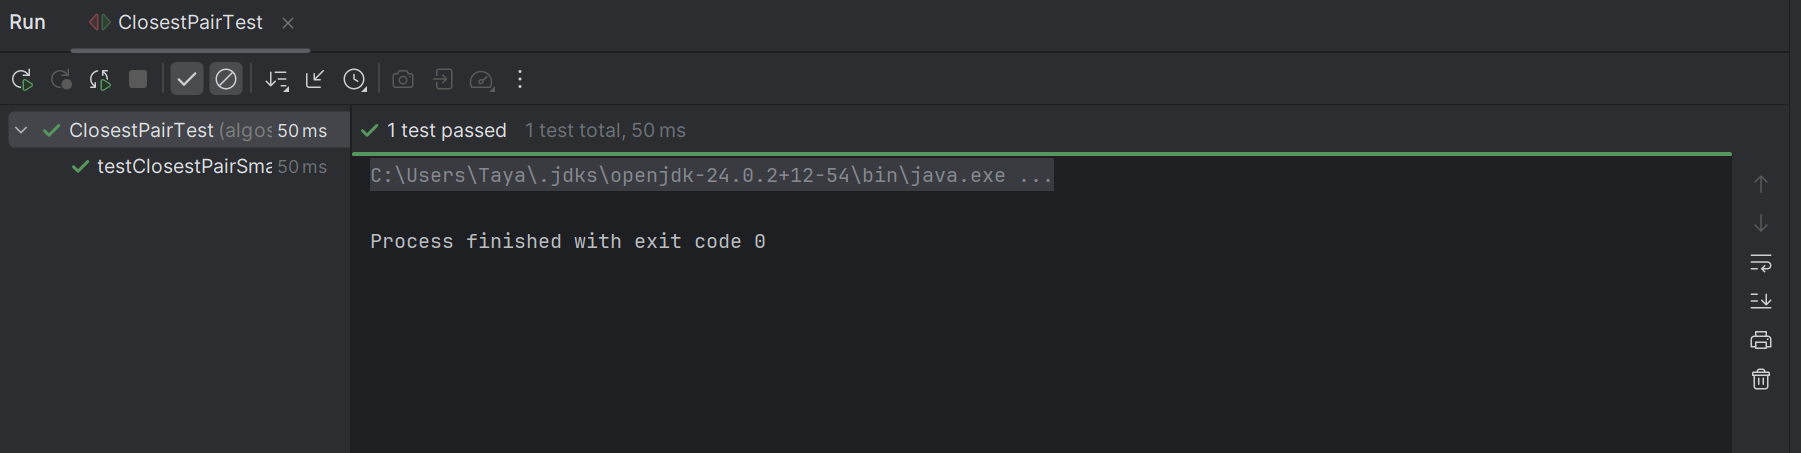 Run ClosestPairTest
ClosestPairTest (algos 50 ms
testClosestPairSma 50 ms
1 test passed 1 test total, 50 ms
C:\Users\Taya\.jdks\openjdk-24.0.2+12-54\bin\java.exe ...
Process finished with exit code 0